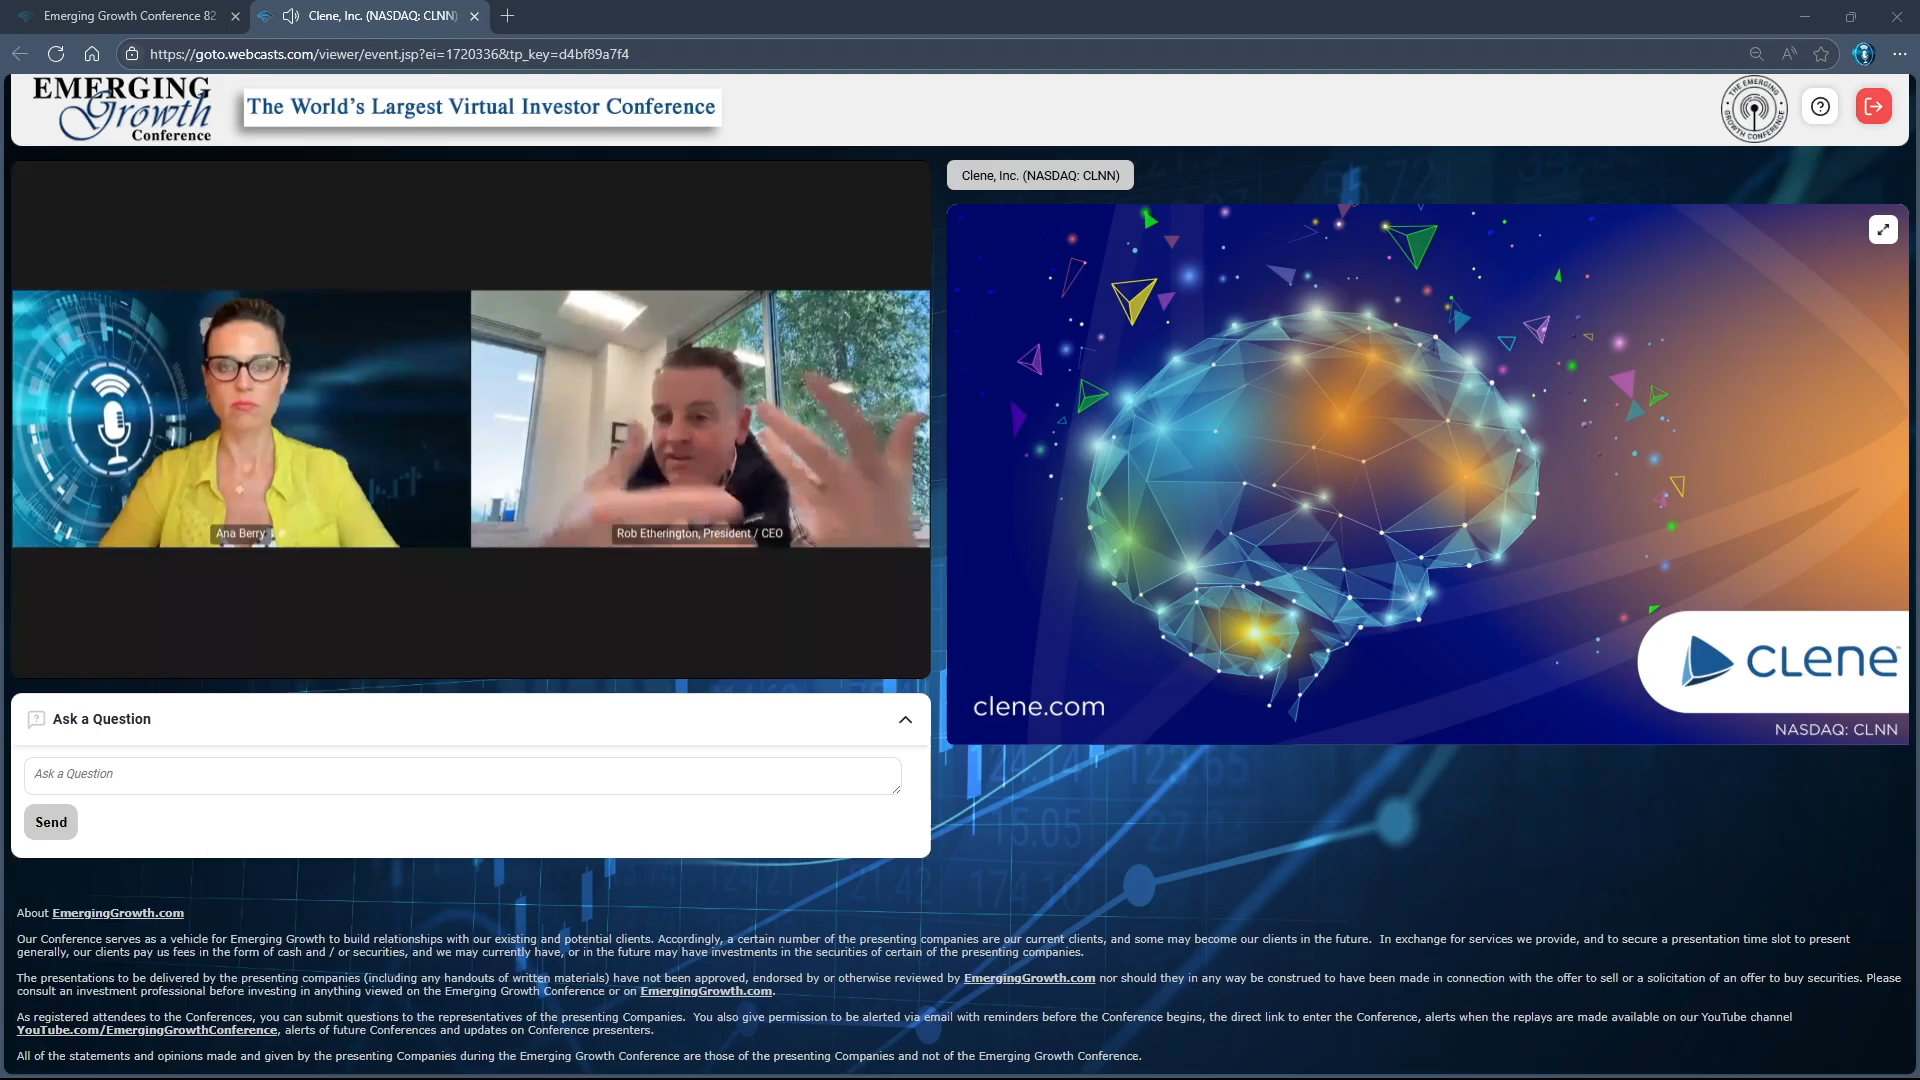 Emerging Growth Conference 82
Clene, Inc. (NASDAQ: CLNN)
https://goto.webcasts.com/viewer/event.jsp?ei=1720336&tp_key=d4bf89a7f4
EMERGING
Growth
Conference
The World's Largest Virtual Investor Conference
THE EMERGING
GROWTH CONFERENCE
Clene, Inc. (NASDAQ: CLNN)
Ana Berry
Rob Etherington, President / CEO
clene.com
CLene
NASDAQ: CLNN
Ask a Question
Ask a Question
Send
About EmergingGrowth.com
Our Conference serves as a vehicle for Emerging Growth to build relationships with our existing and potential clients. Accordingly, a certain number of the presenting companies are our current clients, and some may become our clients in the future. In exchange for services we provide, and to secure a presentation time slot to present
generally, our clients pay us fees in the form of cash and / or securities, and we may currently have, or in the future may have investments in the securities of certain of the presenting companies.
The presentations to be delivered by the presenting companies (including any handouts of written materials) have not been approved, endorsed by or otherwise reviewed by EmergingGrowth.com nor should they in any way be construed to have been made in connection with the offer to sell or a solicitation of an offer to buy securities. Please
consult an investment professional before investing in anything viewed on the Emerging Growth Conference or on EmergingGrowth.com.
As registered attendees to the Conferences, you can submit questions to the representatives of the presenting Companies. You also give permission to be alerted via email with reminders before the Conference begins, the direct link to enter the Conference, alerts when the replays are made available on our YouTube channel
YouTube.com/EmergingGrowthConference, alerts of future Conferences and updates on Conference presenters.
All of the statements and opinions made and given by the presenting Companies during the Emerging Growth Conference are those of the presenting Companies and not of the Emerging Growth Conference.